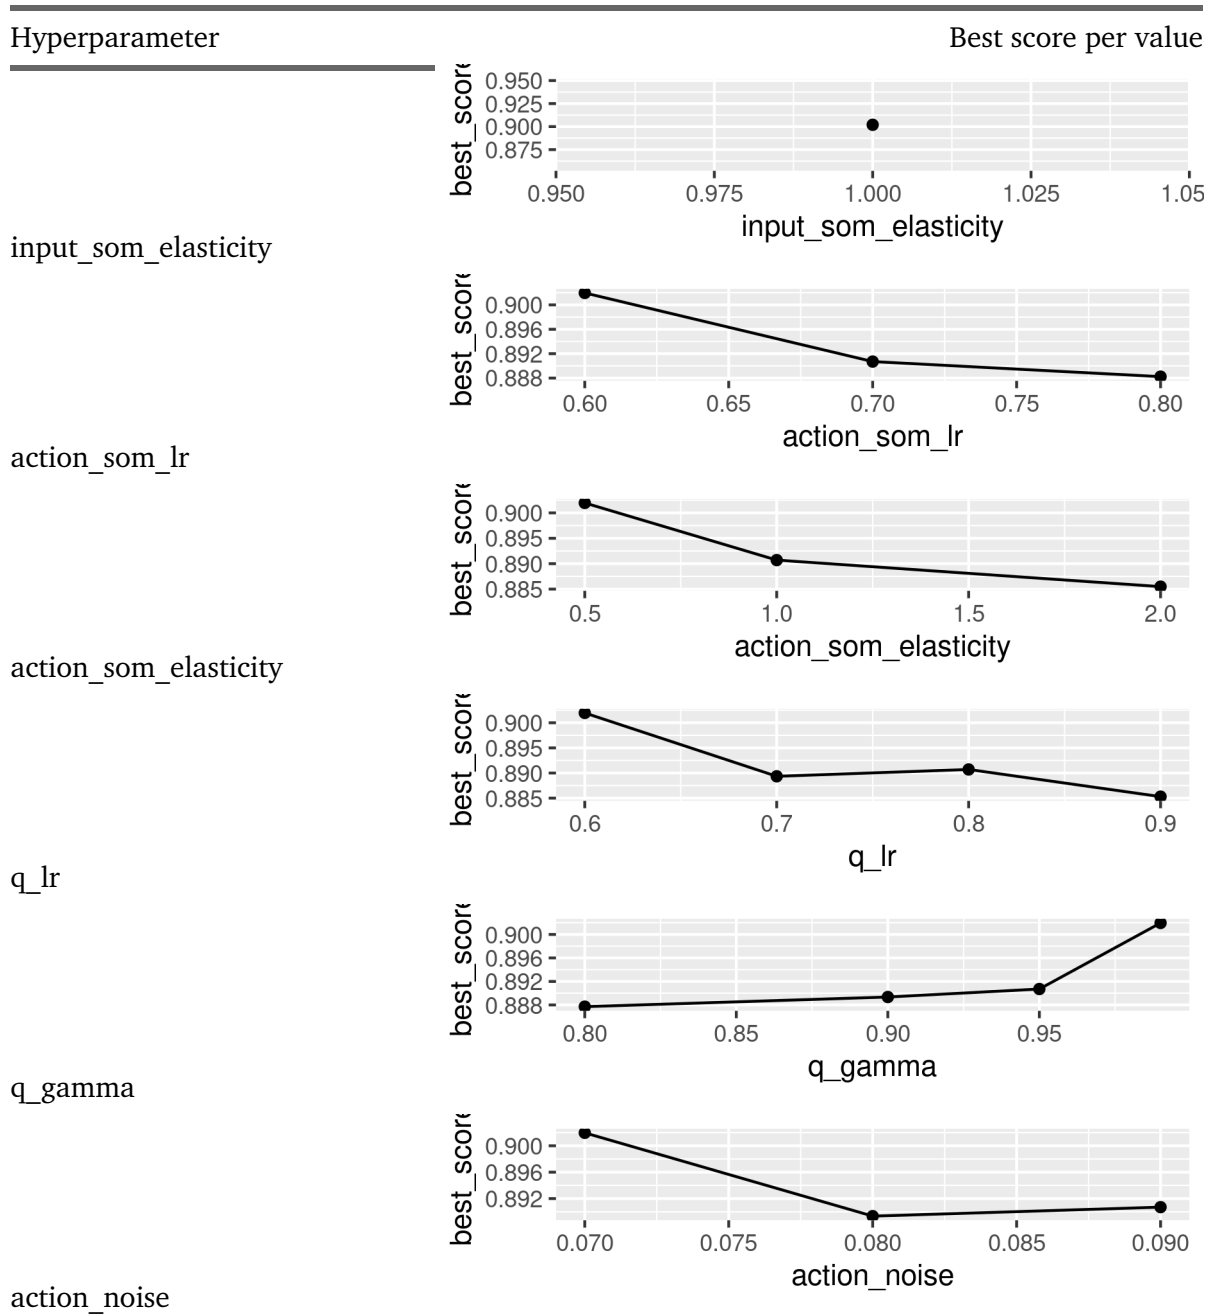 Hyperparameter Best score per value
best_score
0.950
0.925
0.900
0.875
0.950 0.975 1.000 1.025 1.05
input_som_elasticity
input_som_elasticity
best_score
0.900
0.896
0.892
0.888
0.60 0.65 0.70 0.75 0.80
action_som_lr
action_som_lr
best_score
0.900
0.895
0.890
0.885
0.5 1.0 1.5 2.0
action_som_elasticity
action_som_elasticity
best_score
0.900
0.895
0.890
0.885
0.6 0.7 0.8 0.9
q_lr
q_lr
best_score
0.900
0.896
0.892
0.888
0.80 0.85 0.90 0.95
q_gamma
q_gamma
best_score
0.900
0.896
0.892
0.070 0.075 0.080 0.085 0.090
action_noise
action_noise